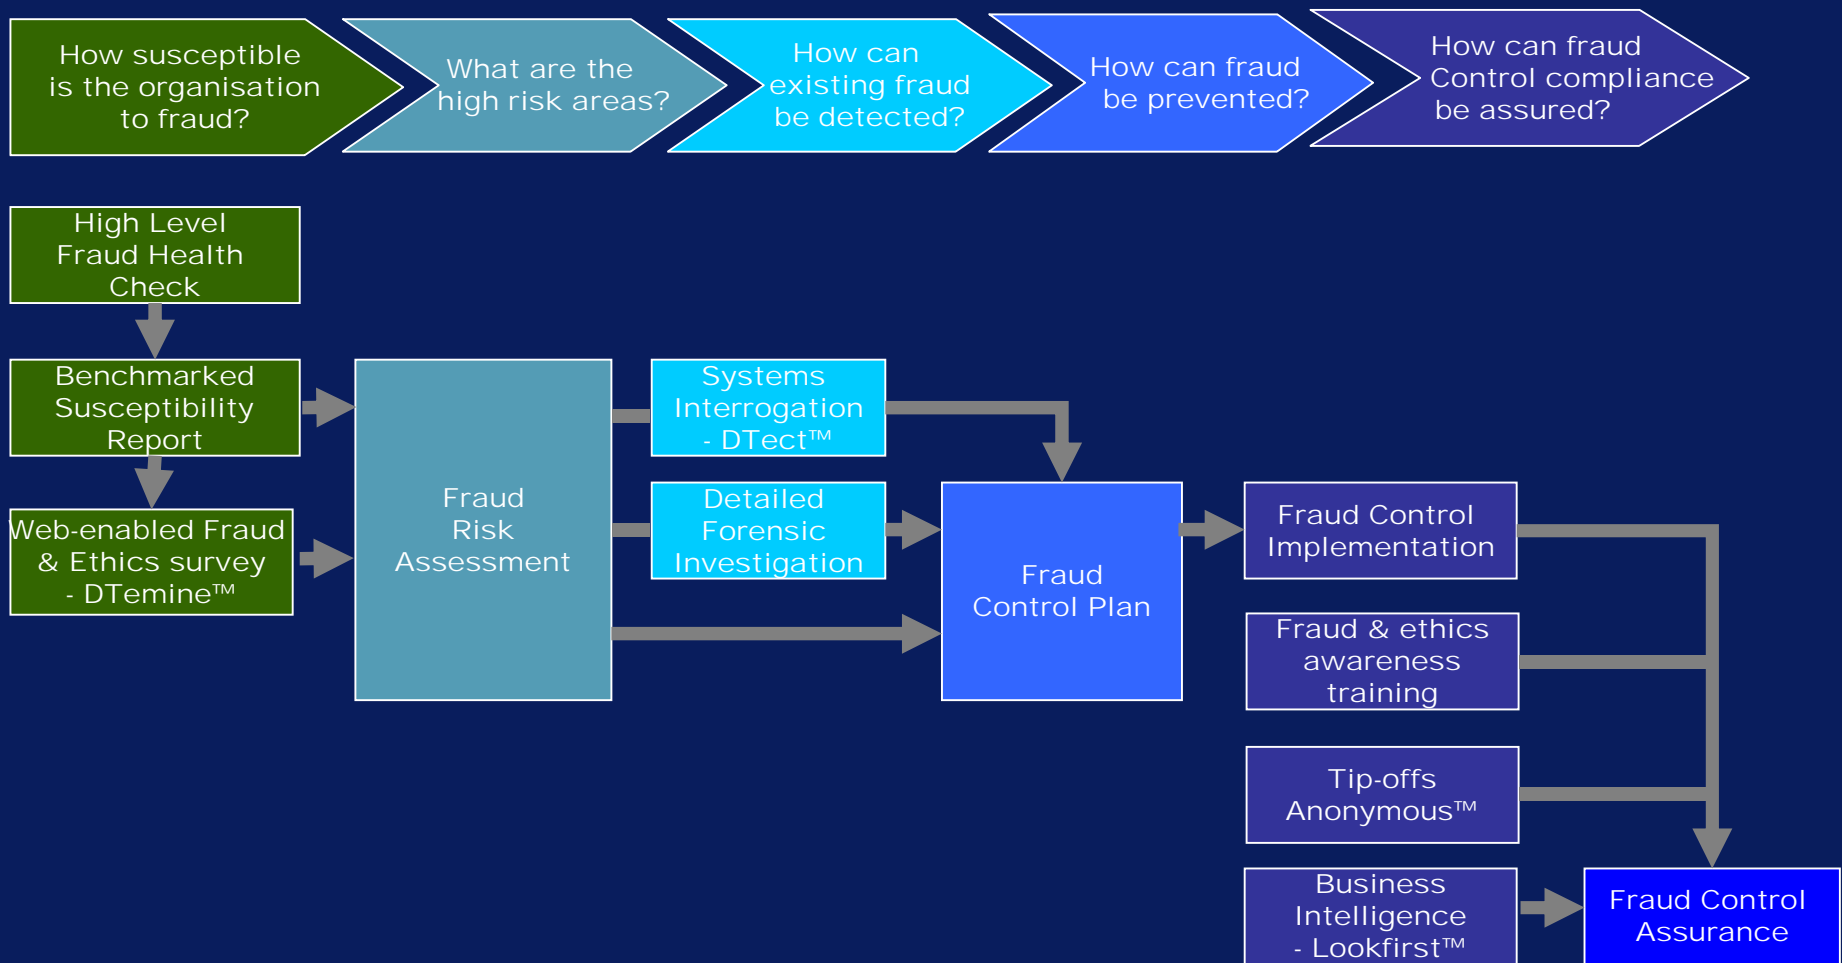 How susceptible
is the organisation
to fraud?
What are the
high risk areas?
How can
existing fraud
be detected?
How can fraud
be prevented?
How can fraud
Control compliance
be assured?
High Level
Fraud Health
Check
Benchmarked
Susceptibility
Report
Web-enabled Fraud
& Ethics survey
- DTemine™
Fraud
Risk
Assessment
Systems
Interrogation
- DTect™
Detailed
Forensic
Investigation
Fraud
Control Plan
Fraud Control
Implementation
Fraud & ethics
awareness
training
Tip-offs
Anonymous™
Business
Intelligence
- Lookfirst™
Fraud Control
Assurance